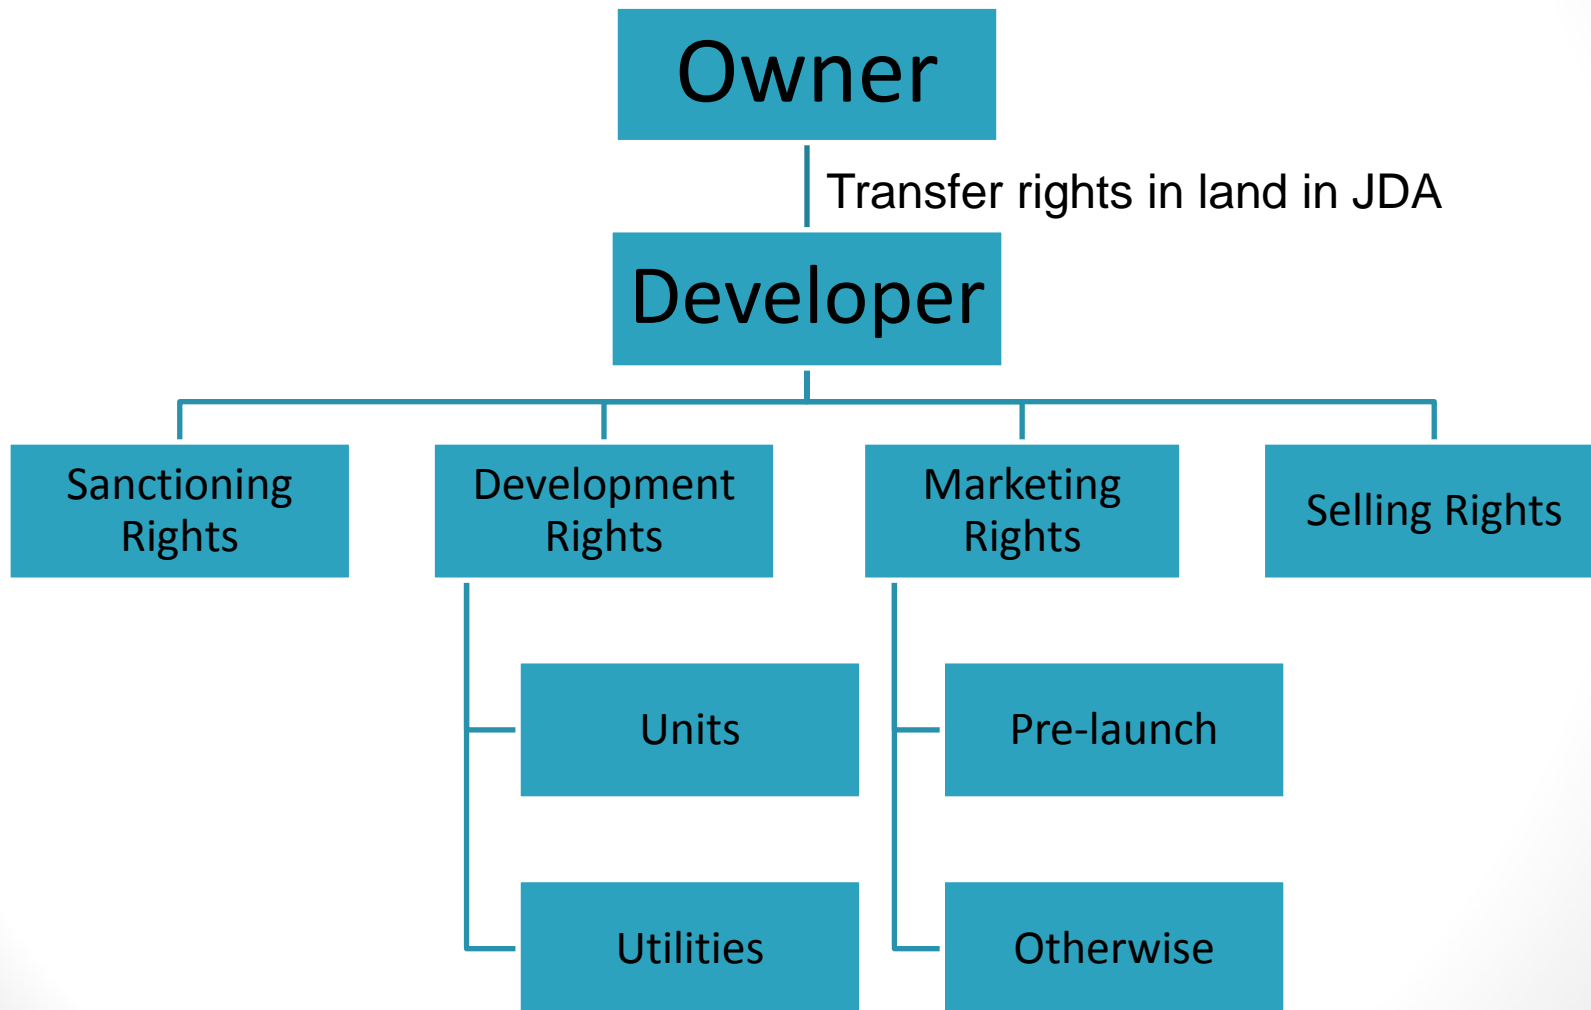 Owner
Transfer rights in land in JDA
Developer
Sanctioning
Rights
Development
Rights
Marketing
Rights
Selling Rights
Units
Pre-launch
Utilities
Otherwise